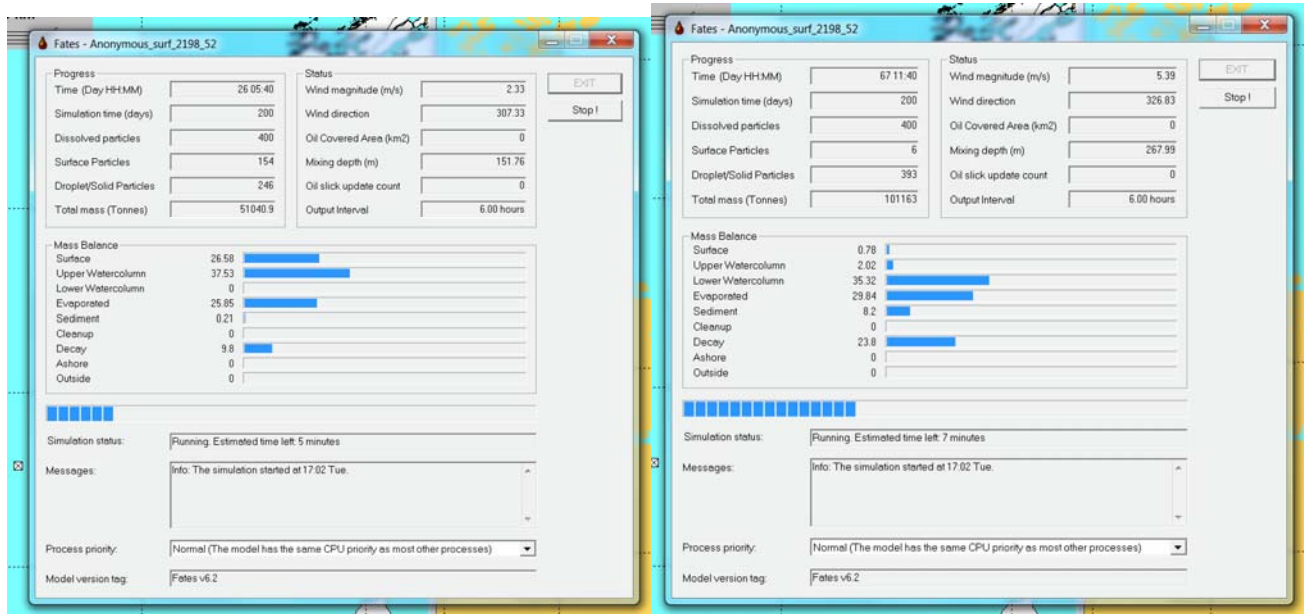 Fates - Anonymous_surf_2198_52
Progress
Time (Day HH:MM) 26 05:40
Simulation time (days) 200
Dissolved particles 400
Surface Particles 154
Droplet/Solid Particles 246
Total mass (Tonnes) 51040.9
Status
Wind magnitude (m/s) 2.33
Wind direction 307.33
Oil Covered Area (km2) 0
Mixing depth (m) 151.76
Oil slick update count 0
Output Interval 6.00 hours
EXIT
Stop !
Mass Balance
Surface 26.58
Upper Watercolumn 37.53
Lower Watercolumn 0
Evaporated 25.85
Sediment 0.21
Cleanup 0
Decay 9.8
Ashore 0
Outside 0
Simulation status: Running. Estimated time left: 5 minutes
Messages: Info: The simulation started at 17:02 Tue.
Process priority: Normal (The model has the same CPU priority as most other processes)
Model version tag: Fates v6.2
Fates - Anonymous_surf_2198_52
Progress
Time (Day HH:MM) 67 11:40
Simulation time (days) 200
Dissolved particles 400
Surface Particles 6
Droplet/Solid Particles 393
Total mass (Tonnes) 101163
Status
Wind magnitude (m/s) 5.39
Wind direction 326.83
Oil Covered Area (km2) 0
Mixing depth (m) 267.99
Oil slick update count 0
Output Interval 6.00 hours
EXIT
Stop !
Mass Balance
Surface 0.78
Upper Watercolumn 2.02
Lower Watercolumn 35.32
Evaporated 29.84
Sediment 8.2
Cleanup 0
Decay 23.8
Ashore 0
Outside 0
Simulation status: Running. Estimated time left: 7 minutes
Messages: Info: The simulation started at 17:02 Tue.
Process priority: Normal (The model has the same CPU priority as most other processes)
Model version tag: Fates v6.2